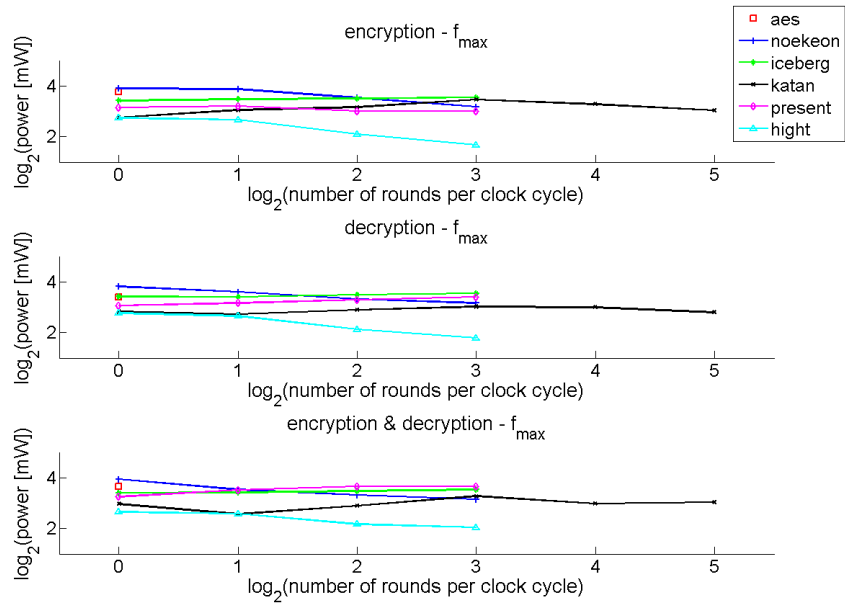 encryption - fmax
log2(power [mW])
4
2
0 1 2 3 4 5
log2(number of rounds per clock cycle)
aes
noekeon
iceberg
katan
present
hight
decryption - fmax
log2(power [mW])
4
2
0 1 2 3 4 5
log2(number of rounds per clock cycle)
encryption & decryption - fmax
log2(power [mW])
4
2
0 1 2 3 4 5
log2(number of rounds per clock cycle)